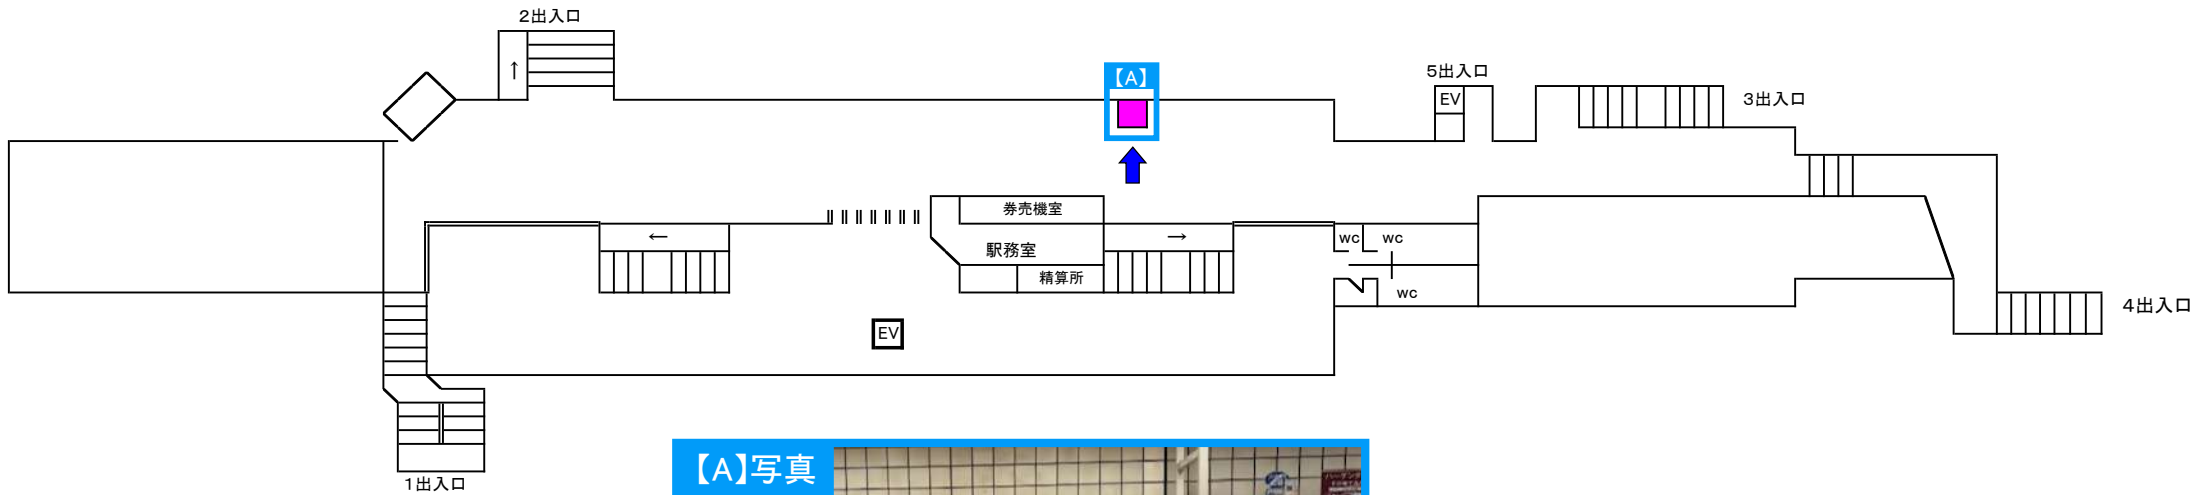 2出入口
↑
【A】
5出入口
EV
3出入口
券売機室
←
駅務室
→
wc
wc
精算所
wc
EV
4出入口
【A】写真
1出入口